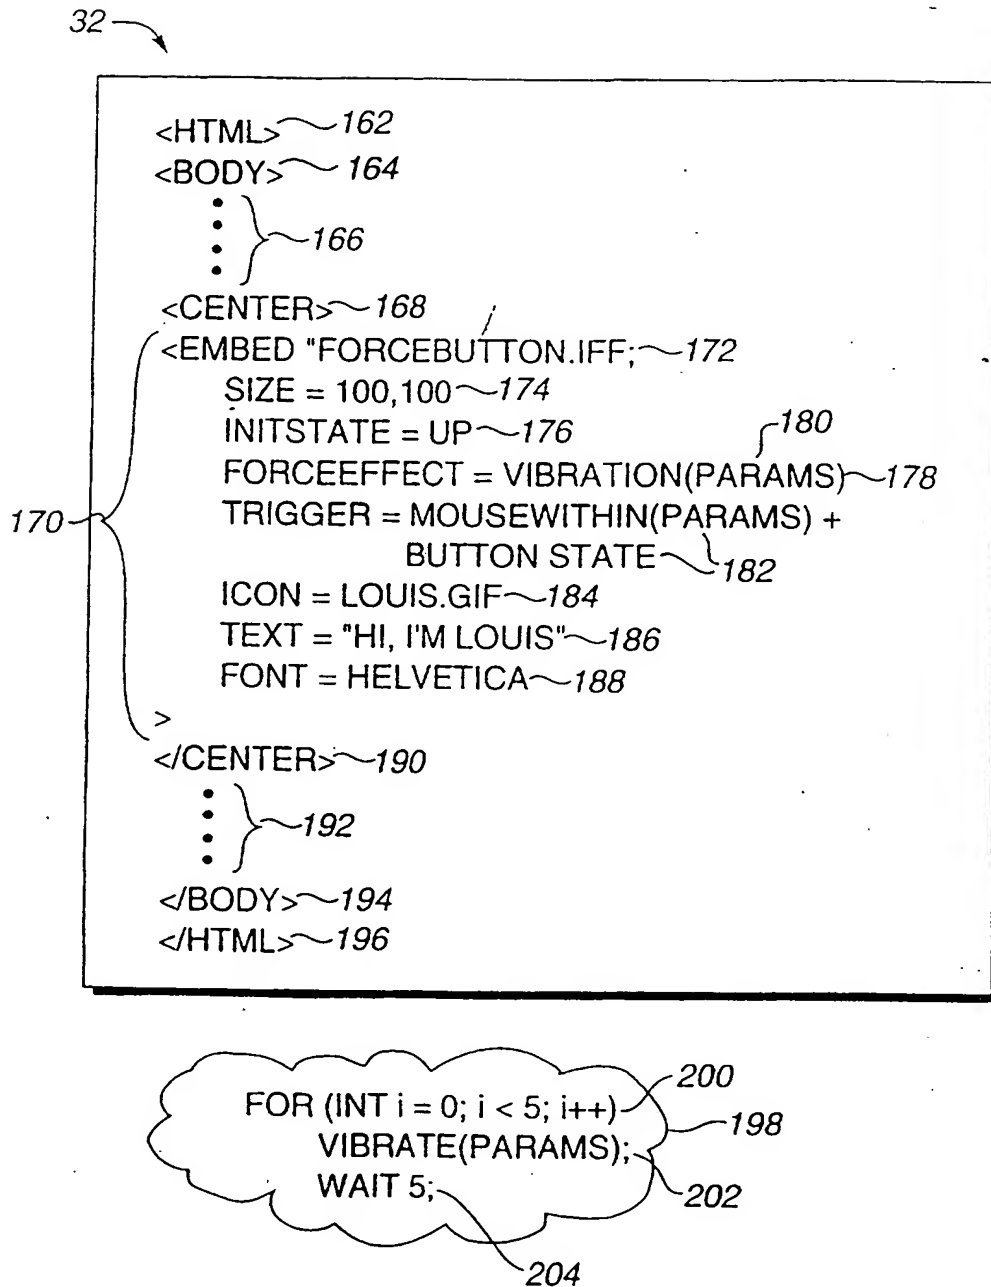 32
<HTML> 162
<BODY> 164
166
<CENTER> 168
<EMBED "FORCEBUTTON.IFF; 172
SIZE = 100,100 174
INITSTATE = UP 176
180
FORCEEFFECT = VIBRATION(PARAMS) 178
170
TRIGGER = MOUSEWITHIN(PARAMS) +
BUTTON STATE 182
ICON = LOUIS.GIF 184
TEXT = "HI, I'M LOUIS" 186
FONT = HELVETICA 188
>
</CENTER> 190
192
</BODY> 194
</HTML> 196
200
FOR (INT i = 0; i < 5; i++)
198
VIBRATE(PARAMS);
202
WAIT 5;
204